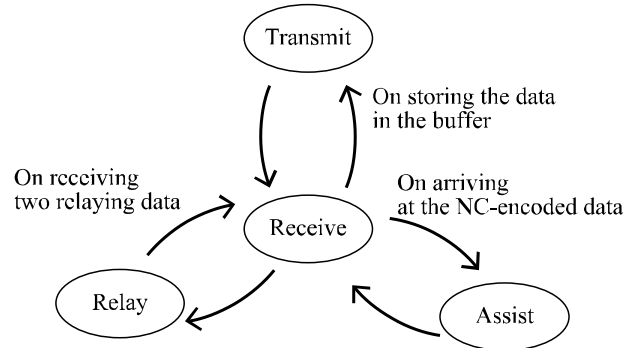 Transmit
On storing the data
in the buffer
On receiving
two relaying data
On arriving
at the NC-encoded data
Receive
Relay
Assist